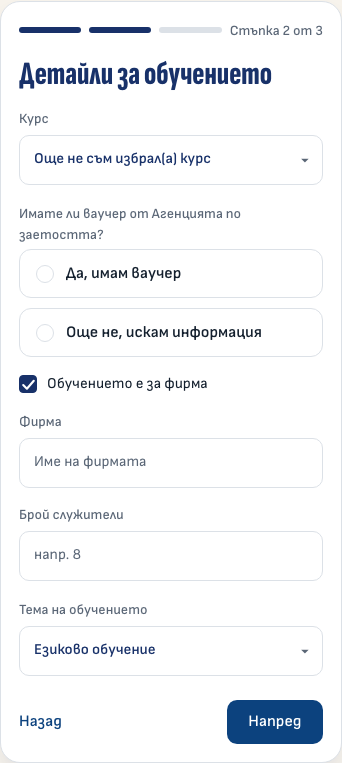 Стъпка 2 от 3
Детайли за обучението
Курс
Още не съм избрал(а) курс
Имате ли ваучер от Агенцията по
заетостта?
Да, имам ваучер
Още не, искам информация
Обучението е за фирма
Фирма
Име на фирмата
Брой служители
напр. 8
Тема на обучението
Езиково обучение
Назад
Напред